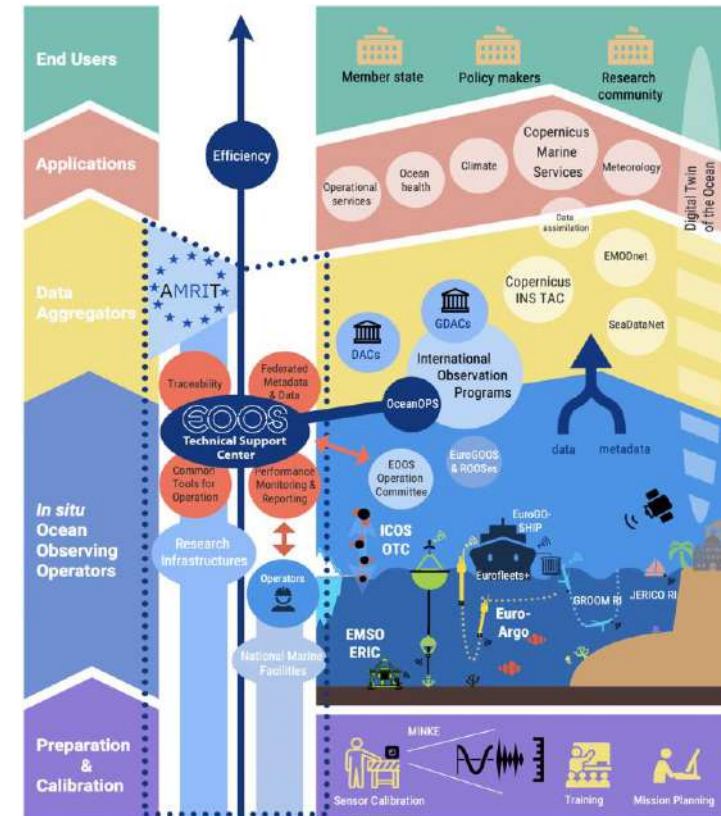 End Users
Member state
Policy makers
Research
community
Applications
Efficiency
Operational
services
Ocean
health
Climate
Copernicus
Marine
Services
Meteorology
Digital Twin
of the Ocean
Data
assimilation
Data
Aggregators
AMRIT
DACs
GDACs
Copernicus
INS TAC
EMODnet
SeaDataNet
International
Observation
Programs
OceanOPS
Traceability
Federated
Metadata
& Data
EOOS
Technical Support
Center
Common
Tools for
Operation
Performance
Monitoring &
Reporting
EOOS
Operation
Committee
EuroGOOS
& ROOSes
data
metadata
In situ
Ocean
Observing
Operators
Research
Infrastructures
Operators
National Marine
Facilities
ICOS
OTC
EuroGO-
SHIP
Eurofleets+
GROOM RI
JERICO RI
Euro-
Argo
EMSO
ERIC
Preparation
&
Calibration
MINKE
Sensor Calibration
Training
Mission Planning